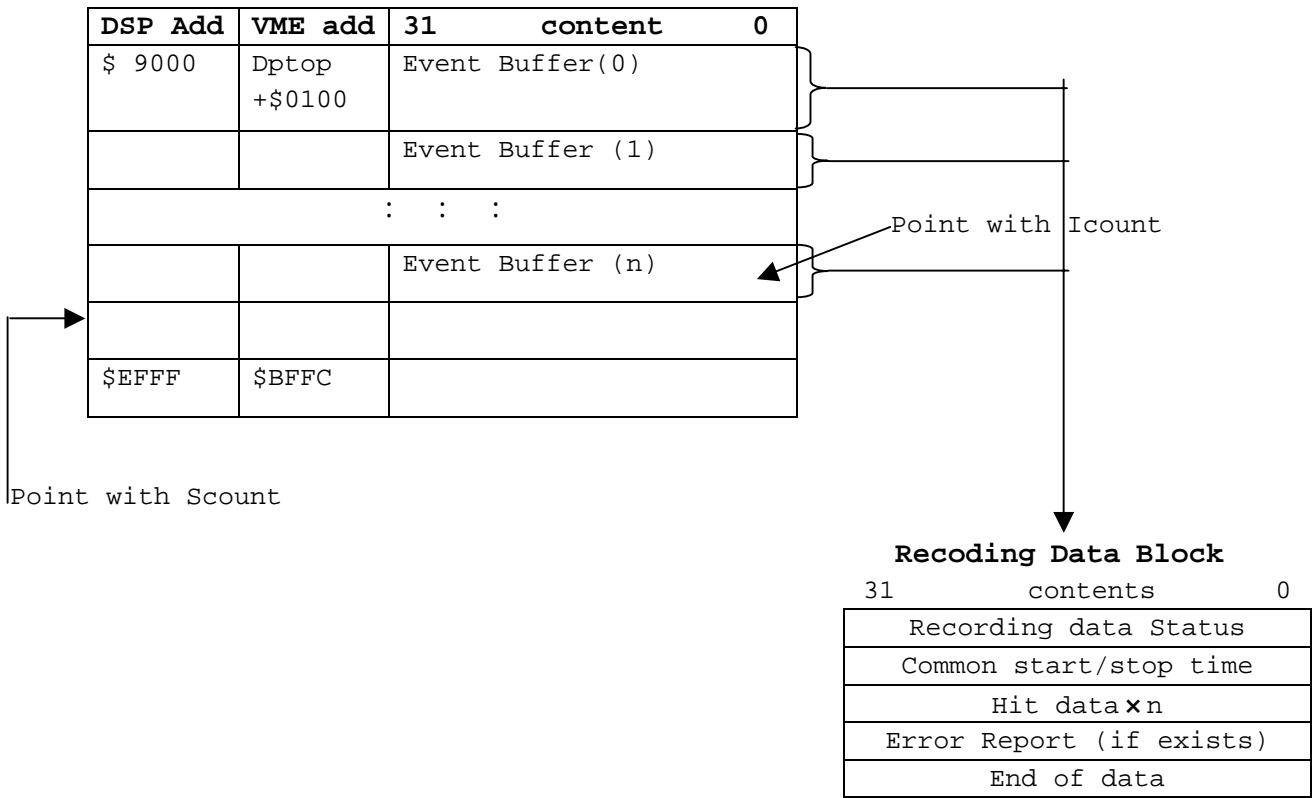 DSP Add VME add 31 content 0
$ 9000 Dptop Event Buffer(0)
+$0100
Event Buffer (1)
: : :
Point with Icount
Event Buffer (n)
$EFFF $BFFC
Point with Scount
Recoding Data Block
31 contents 0
Recording data Status
Common start/stop time
Hit data×n
Error Report (if exists)
End of data